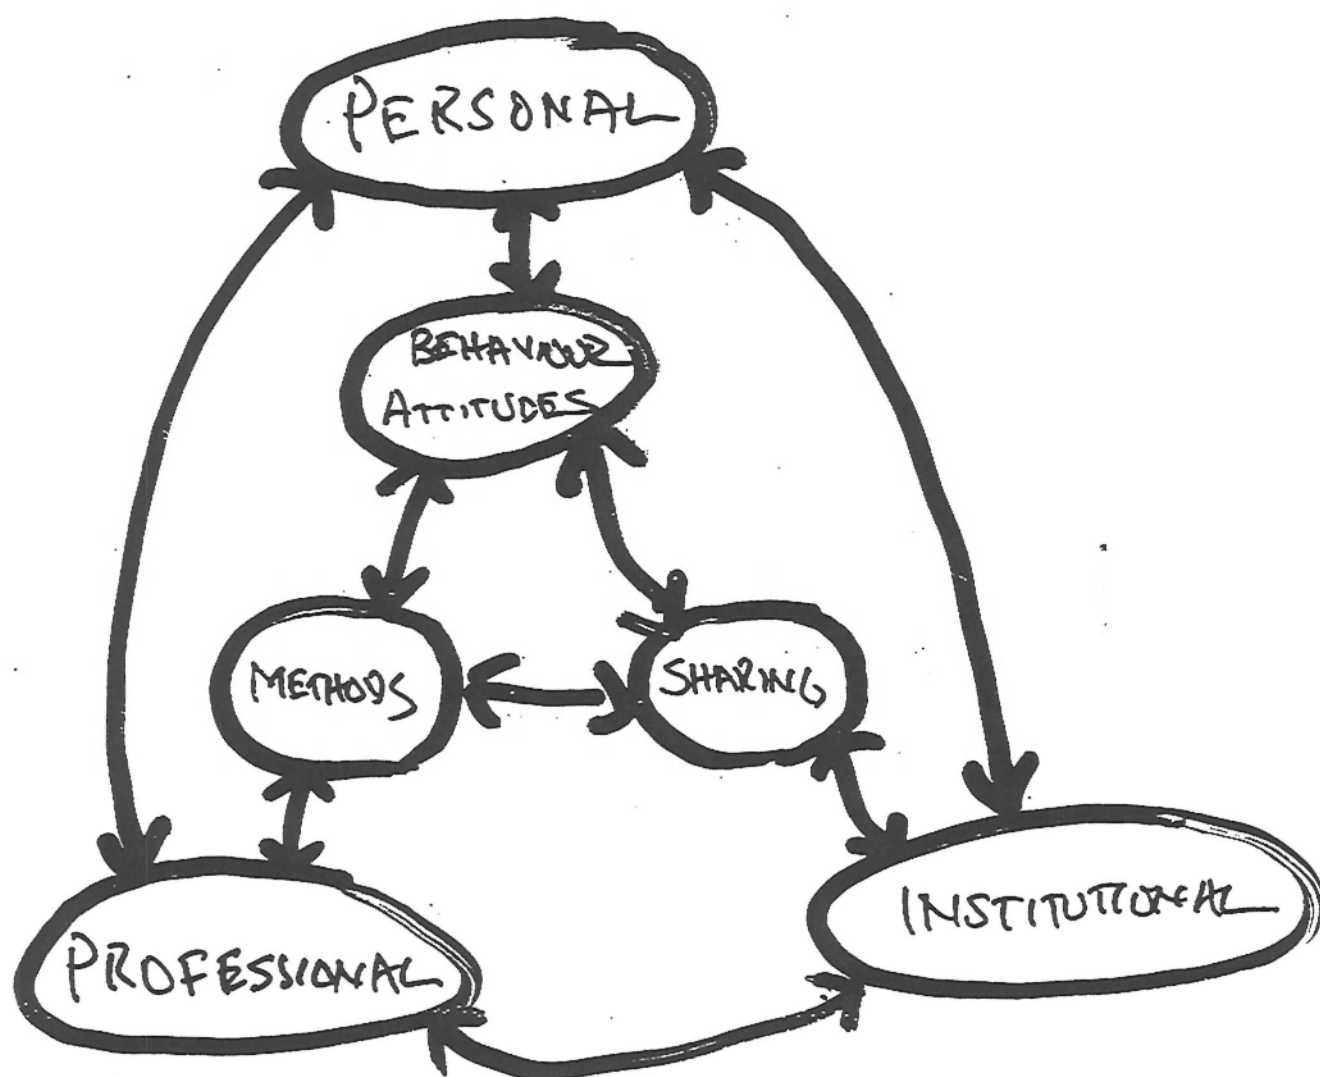 PERSONAL
BEHAVIOUR
ATTITUDES
METHODS
SHARING
PROFESSIONAL
INSTITUTIONAL